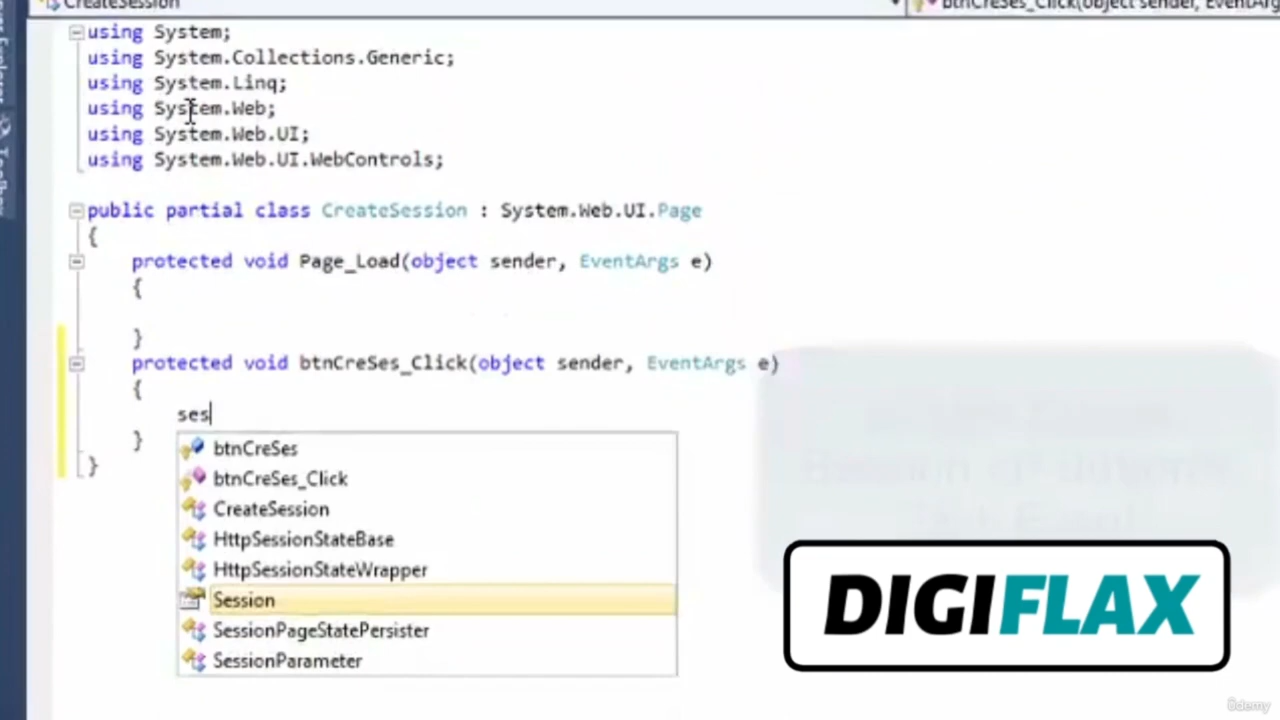 CreateSession
btnCreSes_Click(object sender, EventArg
using System;
using System.Collections.Generic;
using System.Linq;
using System.Web;
using System.Web.UI;
using System.Web.UI.WebControls;
public partial class CreateSession : System.Web.UI.Page
{
protected void Page_Load(object sender, EventArgs e)
{
}
protected void btnCreSes_Click(object sender, EventArgs e)
{
ses
}
}
btnCreSes
btnCreSes_Click
CreateSession
HttpSessionStateBase
HttpSessionStateWrapper
Session
SessionPageStatePersister
SessionParameter
DIGIFLAX
Udemy